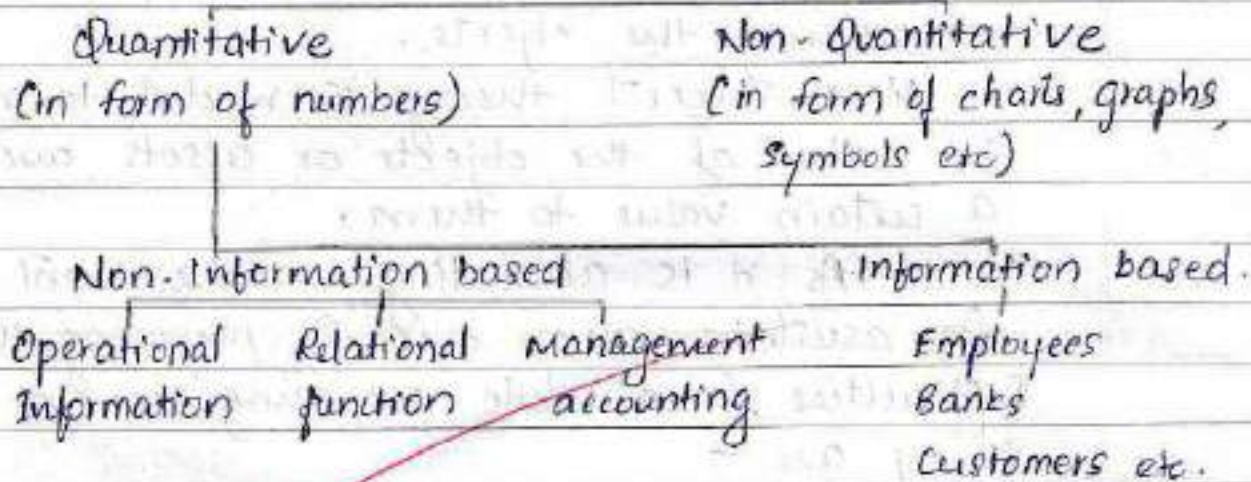 Quantitative Non-Quantitative
(in form of numbers) (in form of charts, graphs,
symbols etc)
Non-Information based Information based.
Operational Relational Management Employees
Information function accounting Banks
Customers etc.